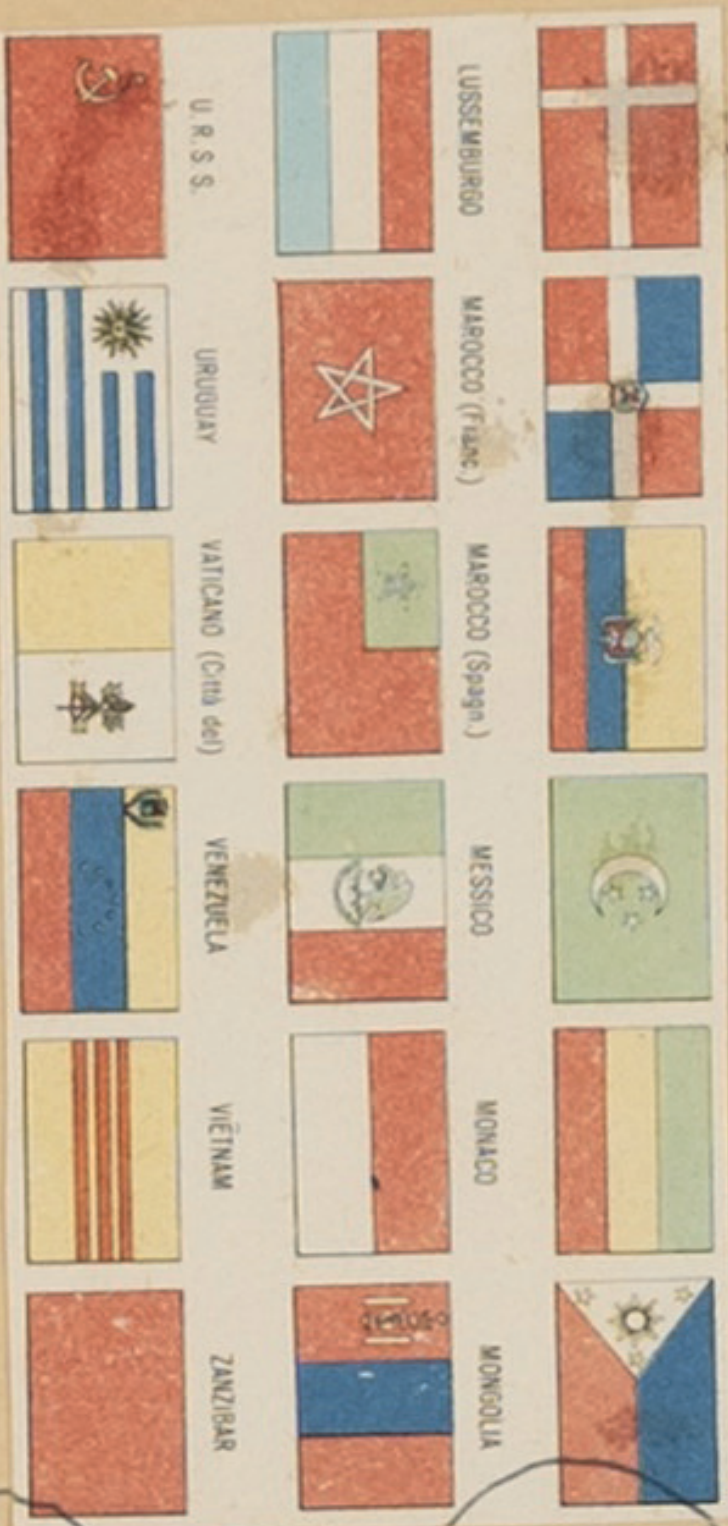 LUSSEMBURGO MAROCCO (Franc.) MAROCCO (Spagn.) MESSICO MONACO MONGOLIA
U.R.S.S. URUGUAY VATICANO (Città del) VENEZUELA VIÊTNAM ZANZIBAR